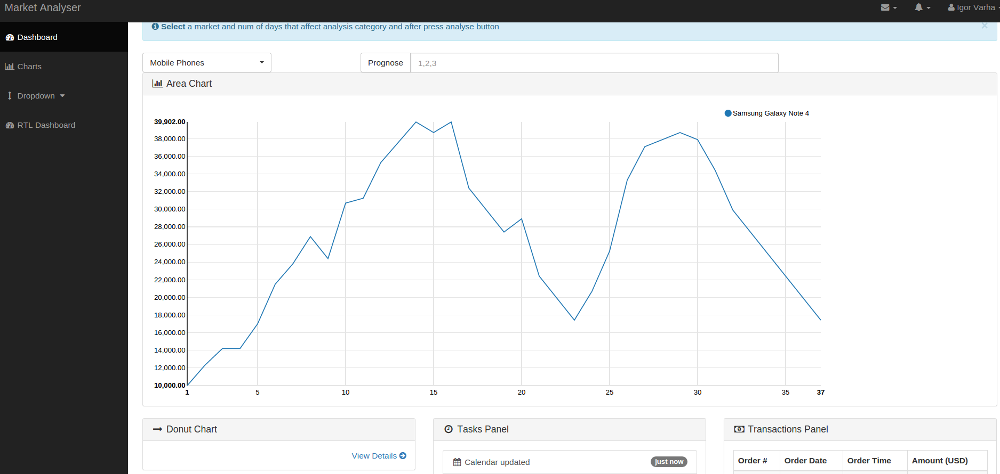 Market Analyser
Igor Varha
Dashboard
Charts
Dropdown
RTL Dashboard
Select a market and num of days that affect analysis category and after press analyse button
×
Mobile Phones
Prognose
1,2,3
Area Chart
Samsung Galaxy Note 4
39,902.00
38,000.00
36,000.00
34,000.00
32,000.00
30,000.00
28,000.00
26,000.00
24,000.00
22,000.00
20,000.00
18,000.00
16,000.00
14,000.00
12,000.00
10,000.00
1 5 10 15 20 25 30 35 37
Donut Chart
View Details
Tasks Panel
Calendar updated
just now
Transactions Panel
Order # Order Date Order Time Amount (USD)